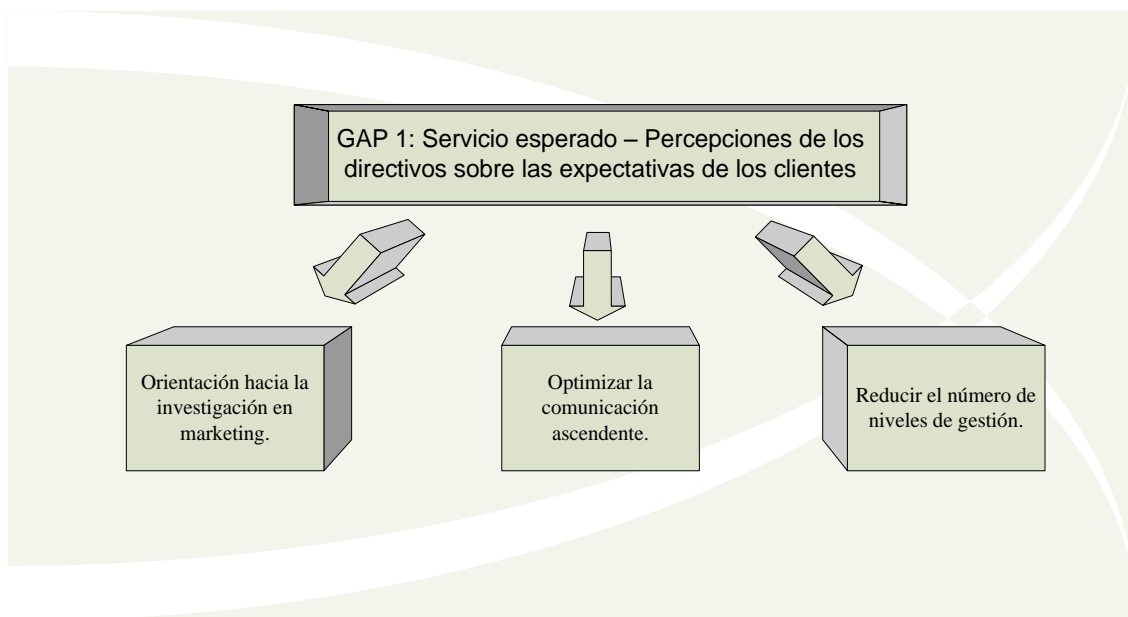 GAP 1: Servicio esperado – Percepciones de los
directivos sobre las expectativas de los clientes
Orientación hacia la
investigación en
marketing.
Optimizar la
comunicación
ascendente.
Reducir el número de
niveles de gestión.